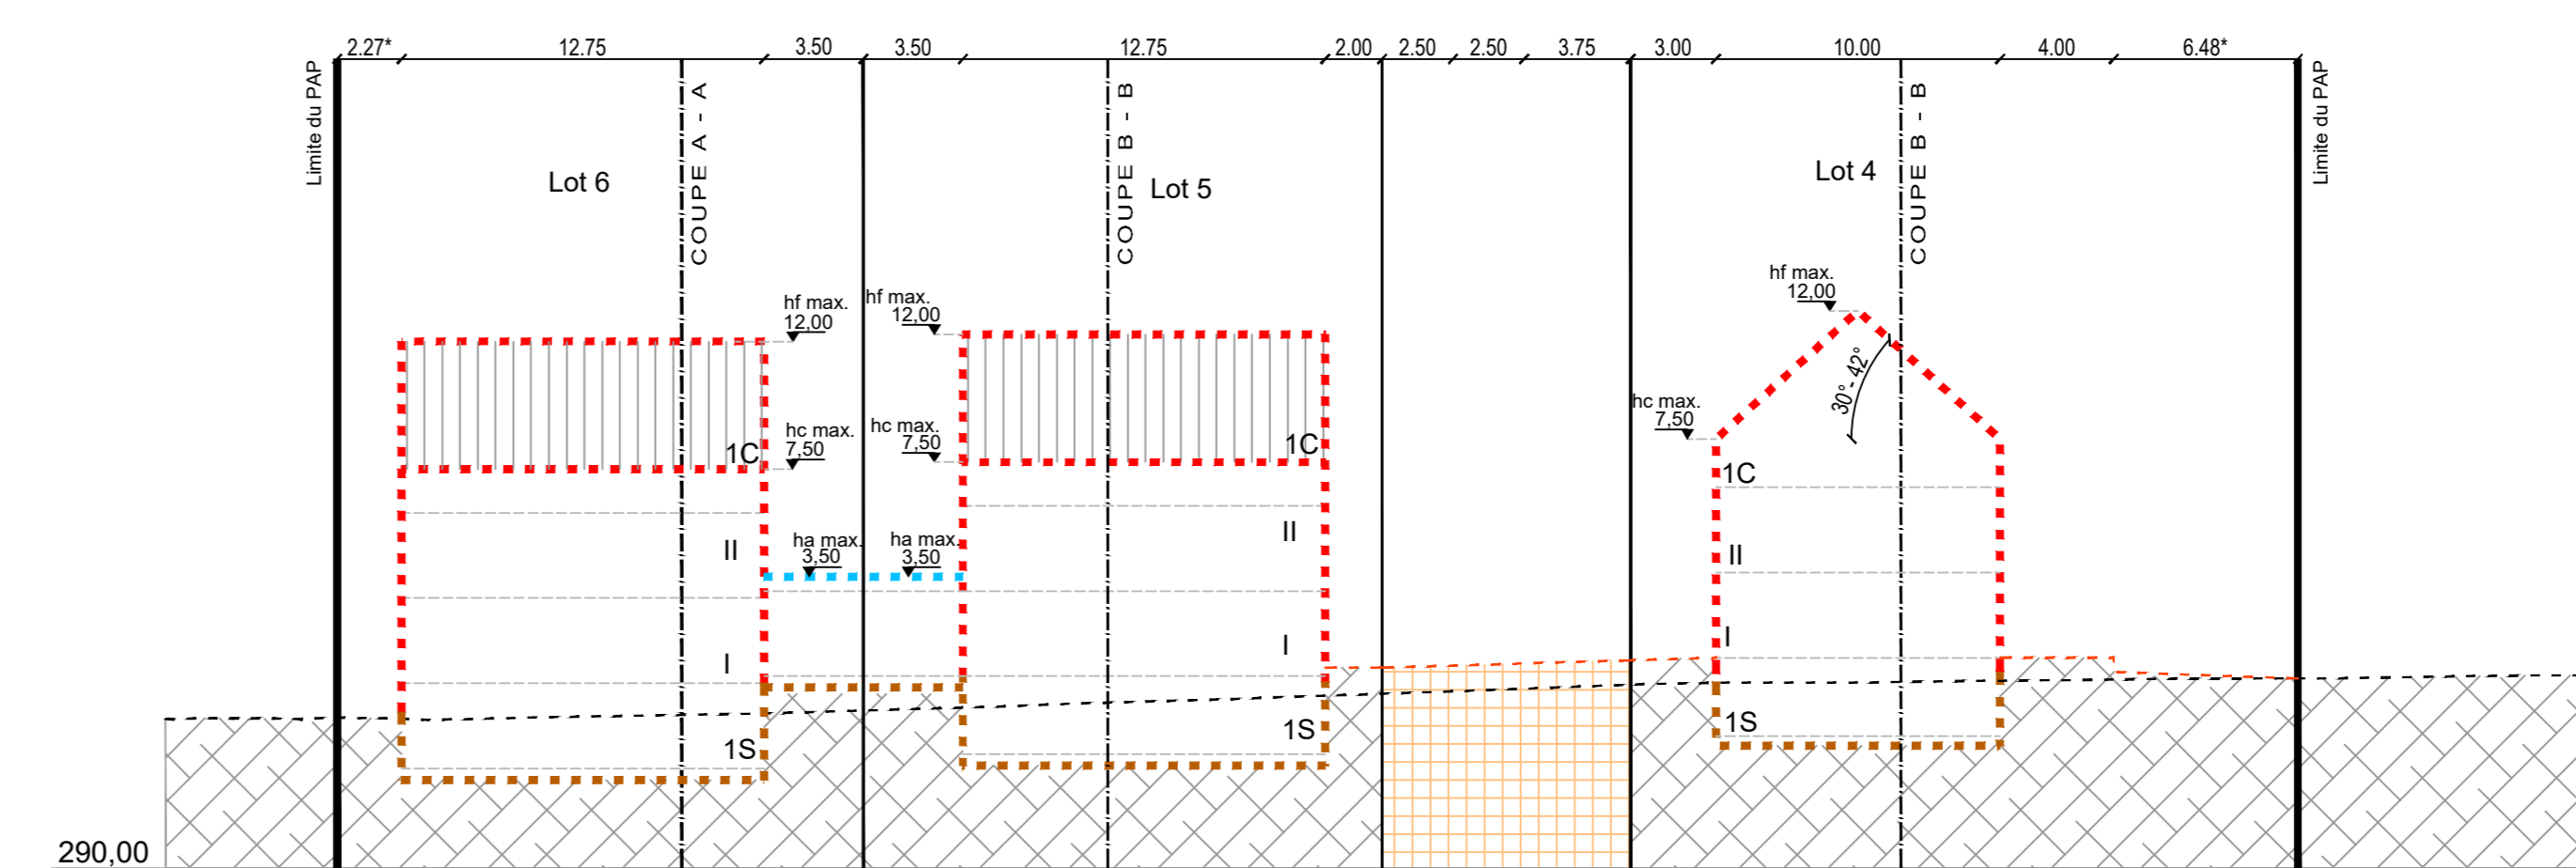 2.27* 12.75 3.50 3.50 12.75 2.00 2.50 2.50 3.75 3.00 10.00 4.00 6.48*
Limite du PAP
COUPE A - A
COUPE B - B
COUPE B - B
Limite du PAP
Lot 6
Lot 5
Lot 4
hf max.
12,00
hf max.
12,00
hf max.
12,00
30°- 42°
hc max.
7,50
hc max.
7,50
hc max.
7,50
1C
1C
1C
II
II
II
ha max.
3,50
ha max.
3,50
I
I
I
1S
1S
1S
290,00